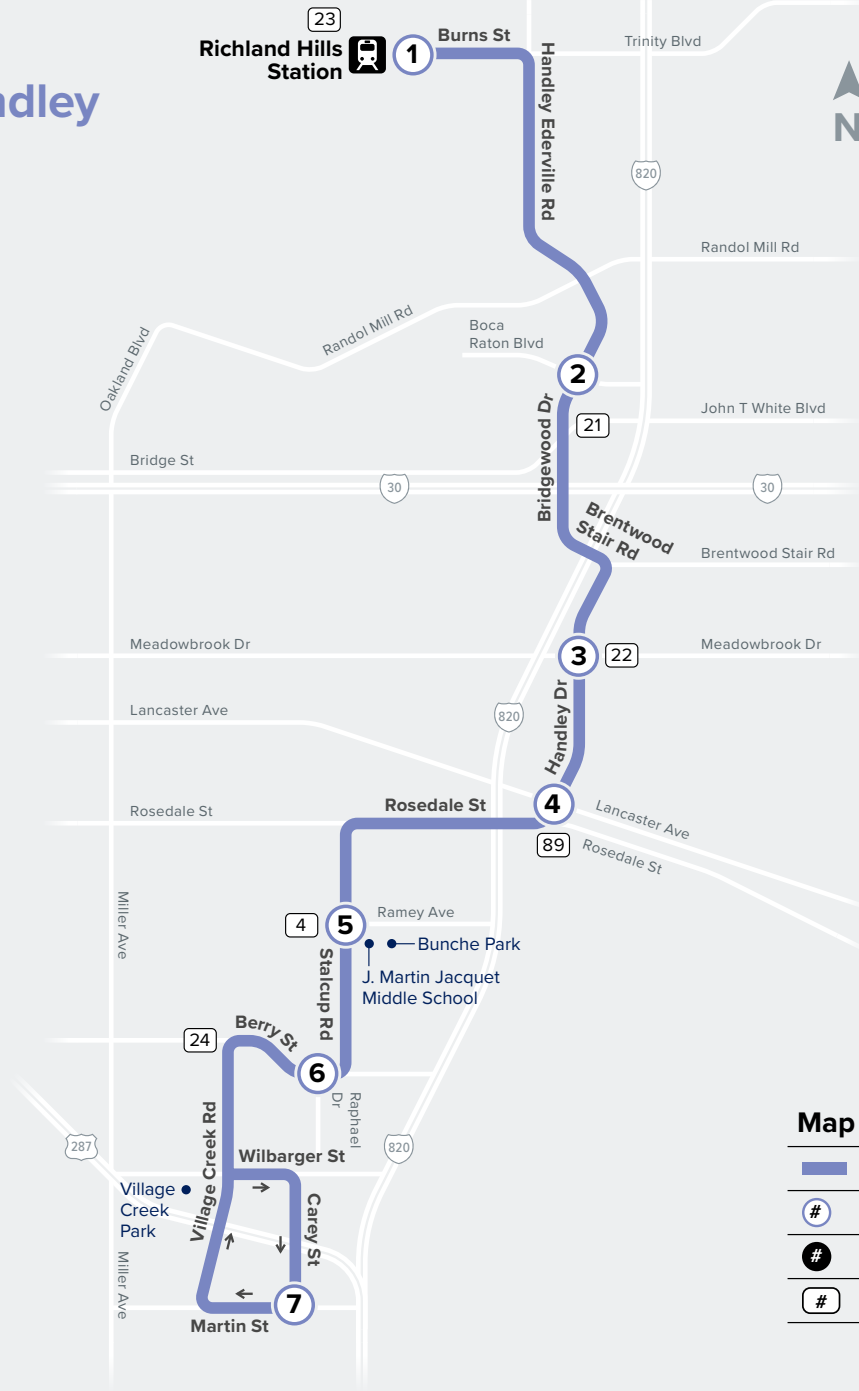 23
Richland Hills
Station
1
Burns St
Trinity Blvd
Handley Ederville Rd
N
820
Randol Mill Rd
Randol Mill Rd
Oakland Blvd
Boca
Raton Blvd
2
John T White Blvd
21
Bridgewood Dr
Bridge St
30
30
Brentwood
Stair Rd
Brentwood Stair Rd
Meadowbrook Dr
3
22
Meadowbrook Dr
Handley Dr
Lancaster Ave
820
4
Rosedale St
Rosedale St
Lancaster Ave
89
Rosedale St
Miller Ave
4
5
Ramey Ave
Bunche Park
J. Martin Jacquet
Middle School
Stalcup Rd
24
Berry St
6
Raphael
Dr
287
820
Village Creek Rd
Wilbarger St
Village
Creek
Park
Carey St
Miller Ave
7
Martin St
Map
#
#
#